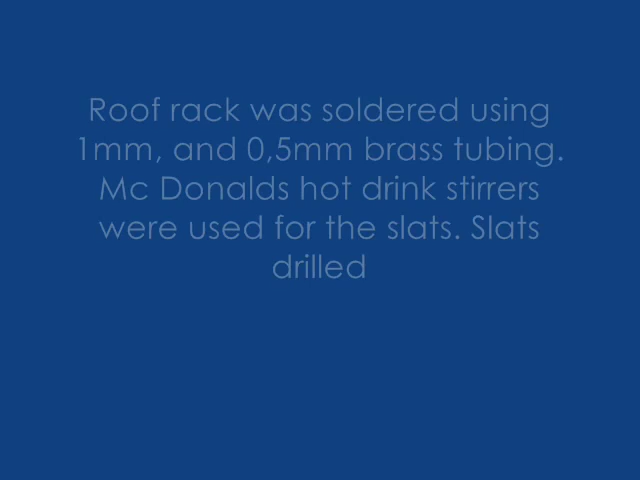 Roof rack was soldered using
1mm, and 0,5mm brass tubing.
Mc Donalds hot drink stirrers
were used for the slats. Slats
drilled